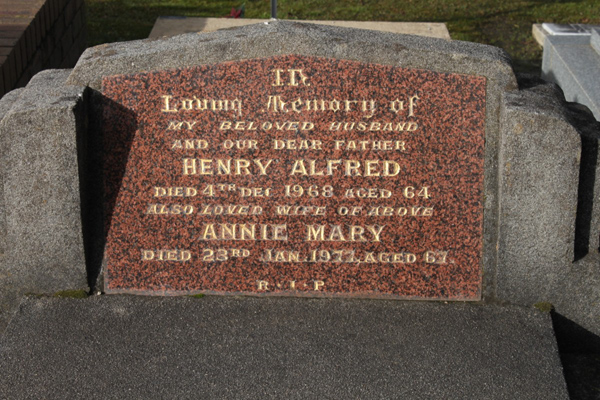 In
Loving Memory of
MY BELOVED HUSBAND
AND OUR DEAR FATHER
HENRY ALFRED
DIED 4TH DEC 1968 AGED 64
ALSO LOVED WIFE OF ABOVE
ANNIE MARY
DIED 23RD JAN. 1977, AGED 67.
R·I·P